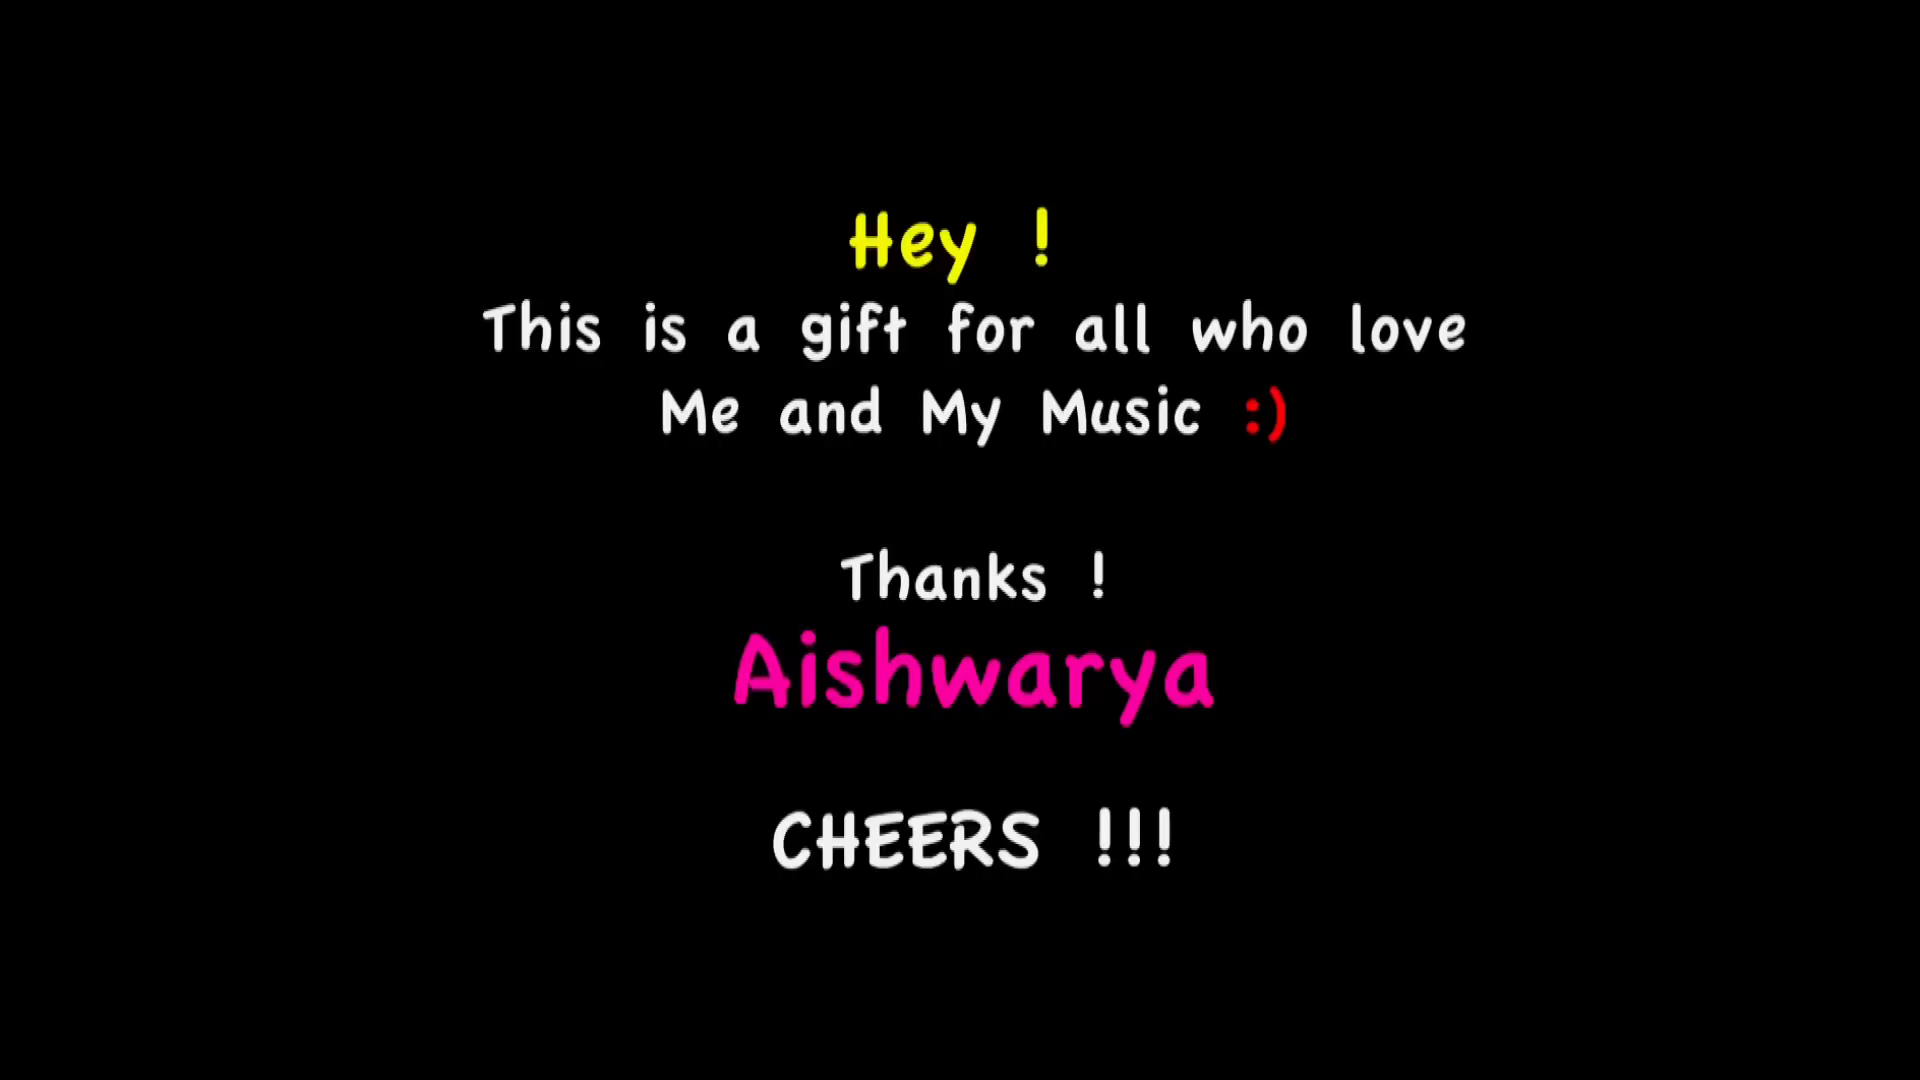 Hey !
This is a gift for all who love
Me and My Music :)
Thanks !
Aishwarya
CHEERS !!!